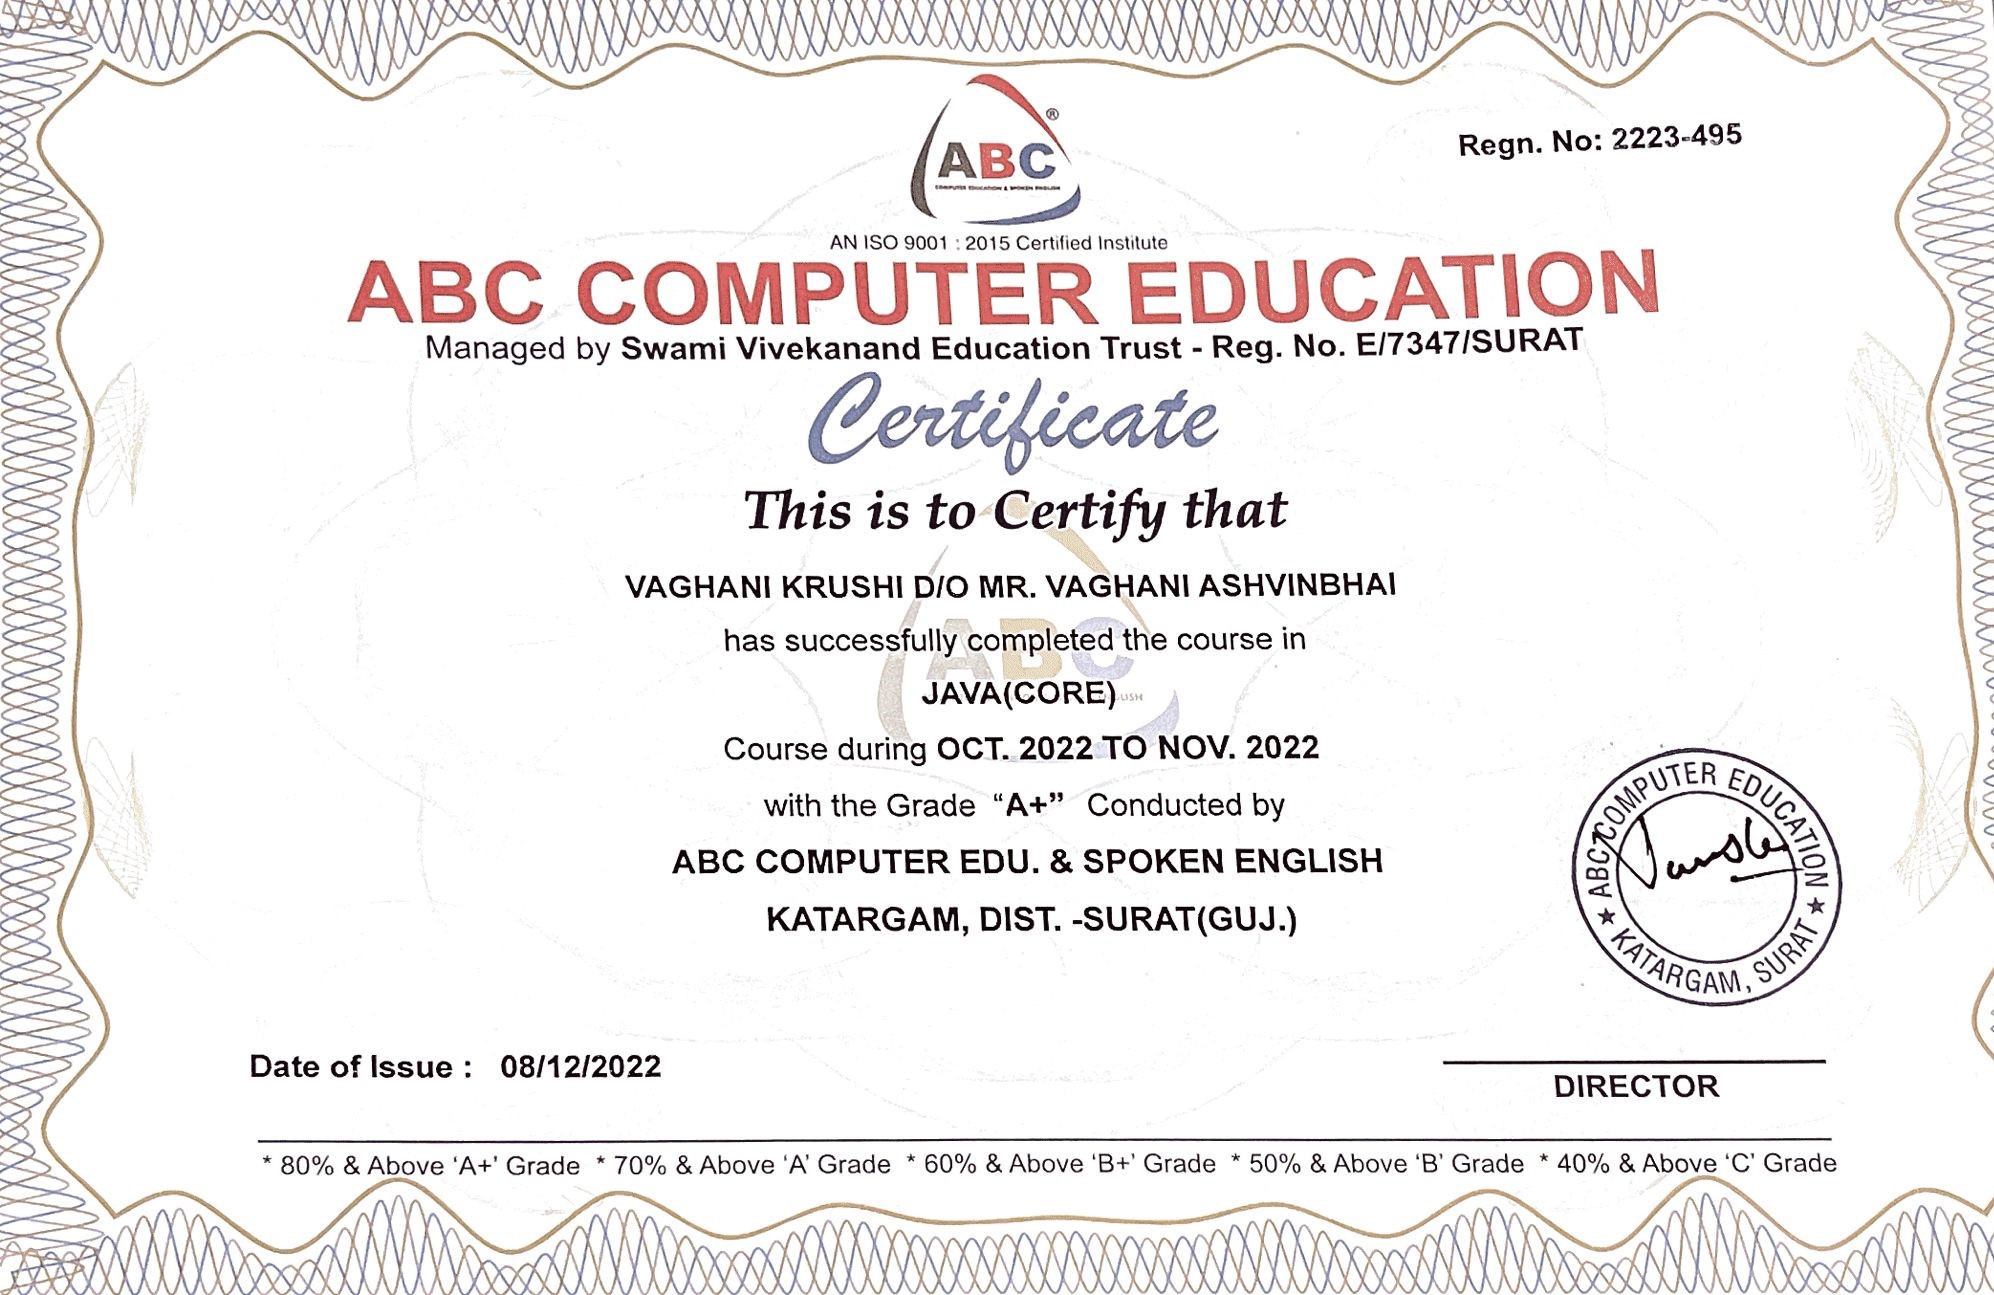 ABC®
COMPUTER EDUCATION & SPOKEN ENGLISH
Regn. No: 2223-495
AN ISO 9001 : 2015 Certified Institute
ABC COMPUTER EDUCATION
Managed by Swami Vivekanand Education Trust - Reg. No. E/7347/SURAT
Certificate
This is to Certify that
VAGHANI KRUSHI D/O MR. VAGHANI ASHVINBHAI
has successfully completed the course in
ABC
JAVA(CORE)
Course during OCT. 2022 TO NOV. 2022
with the Grade “A+” Conducted by
ABC COMPUTER EDU. & SPOKEN ENGLISH
KATARGAM, DIST. -SURAT(GUJ.)
ABC COMPUTER EDUCATION
★ KATARGAM, SURAT ★
Date of Issue : 08/12/2022
DIRECTOR
* 80% & Above ‘A+’ Grade * 70% & Above ‘A’ Grade * 60% & Above ‘B+’ Grade * 50% & Above ‘B’ Grade * 40% & Above ‘C’ Grade